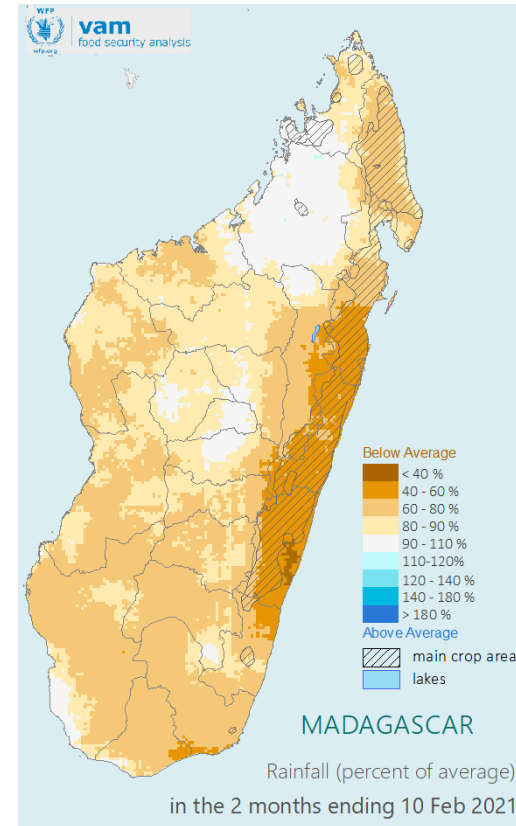 WFP
wfp.org
vam
food security analysis
Below Average
< 40 %
40 - 60 %
60 - 80 %
80 - 90 %
90 - 110 %
110-120%
120 - 140 %
140 - 180 %
> 180 %
Above Average
main crop area
lakes
MADAGASCAR
Rainfall (percent of average)
in the 2 months ending 10 Feb 2021